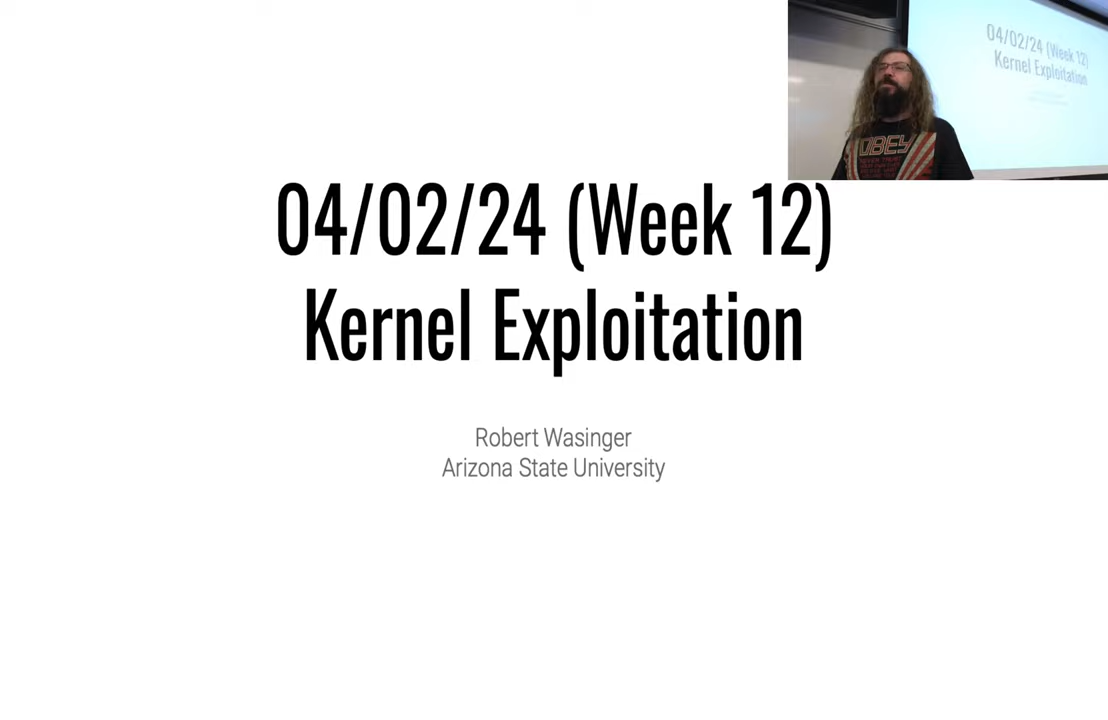 04/02/24 (Week 12)
Kernel Exploitation
Robert Wasinger
Arizona State University
04/02/24 (Week 12)
Kernel Exploitation
OBEY